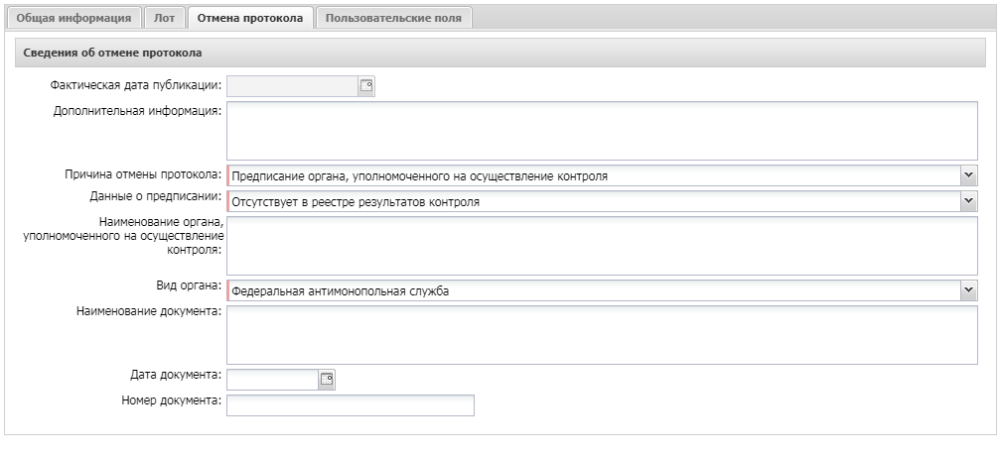 Общая информация
Лот
Отмена протокола
Пользовательские поля
Сведения об отмене протокола
Фактическая дата публикации:
Дополнительная информация:
Причина отмены протокола:
Предписание органа, уполномоченного на осуществление контроля
Данные о предписании:
Отсутствует в реестре результатов контроля
Наименование органа,
уполномоченного на осуществление
контроля:
Вид органа:
Федеральная антимонопольная служба
Наименование документа:
Дата документа:
Номер документа: